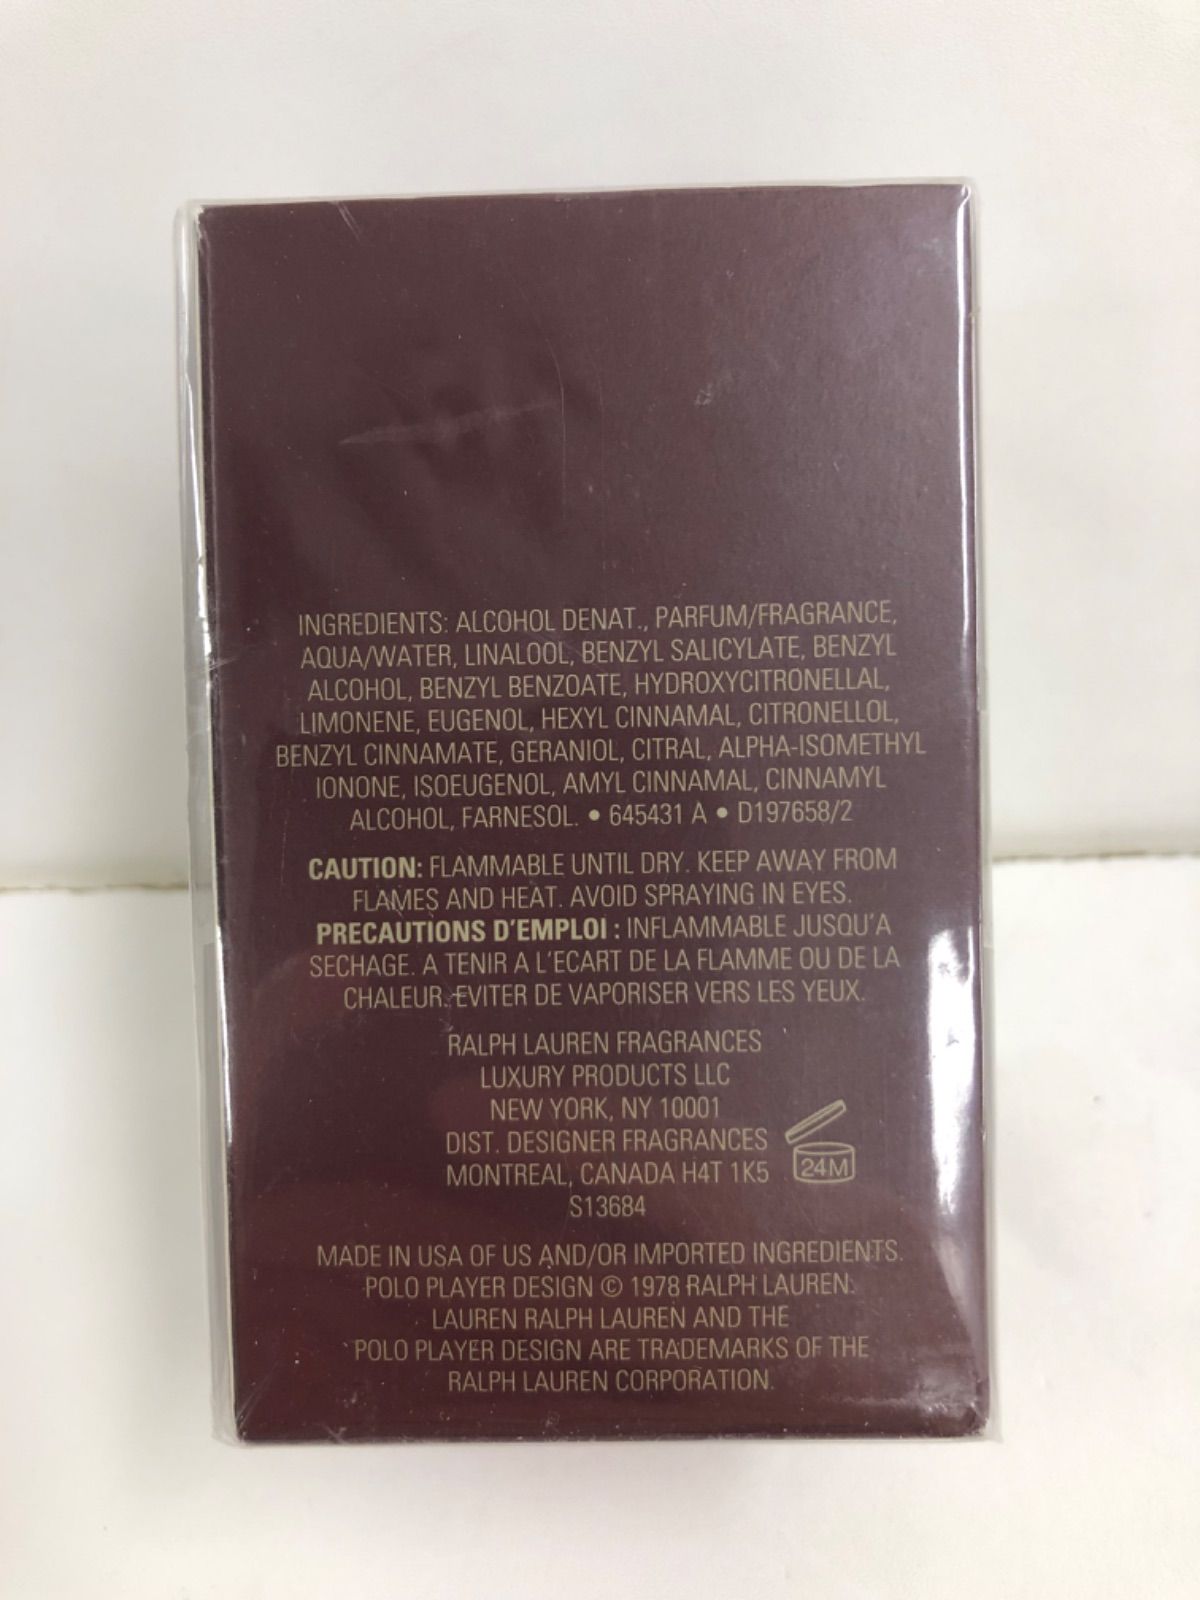 INGREDIENTS: ALCOHOL DENAT., PARFUM/FRAGRANCE,
AQUA/WATER, LINALOOL, BENZYL SALICYLATE, BENZYL
ALCOHOL, BENZYL BENZOATE, HYDROXYCITRONELLAL,
LIMONENE, EUGENOL, HEXYL CINNAMAL, CITRONELLOL,
BENZYL CINNAMATE, GERANIOL, CITRAL, ALPHA-ISOMETHYL
IONONE, ISOEUGENOL, AMYL CINNAMAL, CINNAMYL
ALCOHOL, FARNESOL. • 645431 A • D197658/2
CAUTION: FLAMMABLE UNTIL DRY. KEEP AWAY FROM
FLAMES AND HEAT. AVOID SPRAYING IN EYES.
PRECAUTIONS D'EMPLOI : INFLAMMABLE JUSQU'A
SECHAGE. A TENIR A L'ECART DE LA FLAMME OU DE LA
CHALEUR. EVITER DE VAPORISER VERS LES YEUX.
RALPH LAUREN FRAGRANCES
LUXURY PRODUCTS LLC
NEW YORK, NY 10001
DIST. DESIGNER FRAGRANCES
MONTREAL, CANADA H4T 1K5
24M
S13684
MADE IN USA OF US AND/OR IMPORTED INGREDIENTS.
POLO PLAYER DESIGN © 1978 RALPH LAUREN.
LAUREN RALPH LAUREN AND THE
POLO PLAYER DESIGN ARE TRADEMARKS OF THE
RALPH LAUREN CORPORATION.